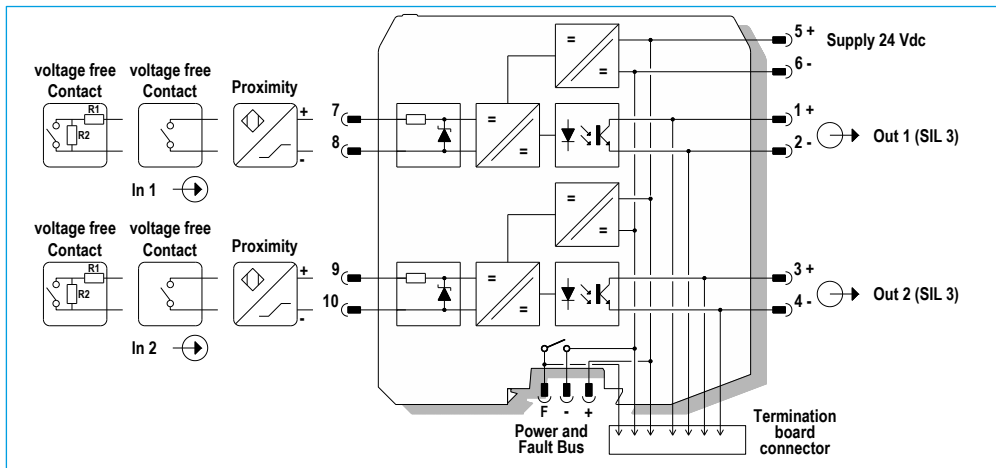 voltage free
Contact
R1
R2
voltage free
Contact
Proximity
+
-
In 1
7
8
=
=
=
=
5 +
6 -
Supply 24 Vdc
1 +
2 -
Out 1 (SIL 3)
voltage free
Contact
R1
R2
voltage free
Contact
Proximity
+
-
In 2
9
10
=
=
=
=
3 +
4 -
Out 2 (SIL 3)
F - +
Power and
Fault Bus
Termination
board
connector